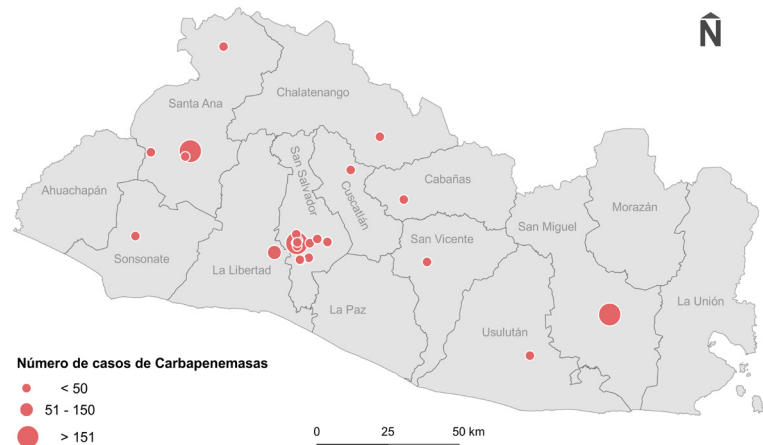 N
Santa Ana
Chalatenango
San Salvador
Cuscatlán
Cabañas
Ahuachapán
Morazán
San Miguel
San Vicente
Sonsonate
La Libertad
La Unión
La Paz
Usulután
Número de casos de Carbapenemasas
< 50
51 - 150
> 151
0 25 50 km